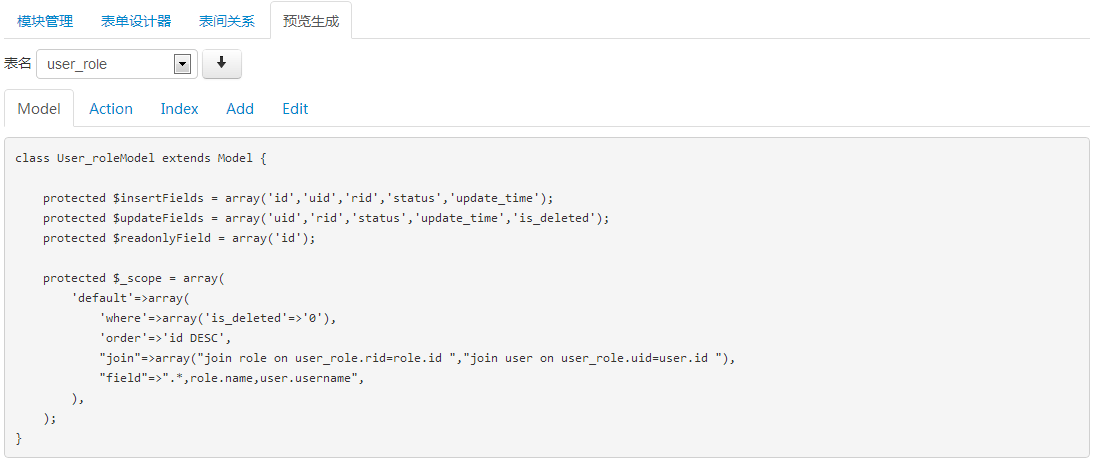 模块管理 表单设计器 表间关系 预览生成
表名 user_role
Model Action Index Add Edit
class User_roleModel extends Model {
    protected $insertFields = array('id','uid','rid','status','update_time');
    protected $updateFields = array('uid','rid','status','update_time','is_deleted');
    protected $readonlyField = array('id');
    protected $_scope = array(
        'default'=>array(
            'where'=>array('is_deleted'=>'0'),
            'order'=>'id DESC',
            "join"=>array("join role on user_role.rid=role.id ","join user on user_role.uid=user.id "),
            "field"=>".*,role.name,user.username",
        ),
    );
}